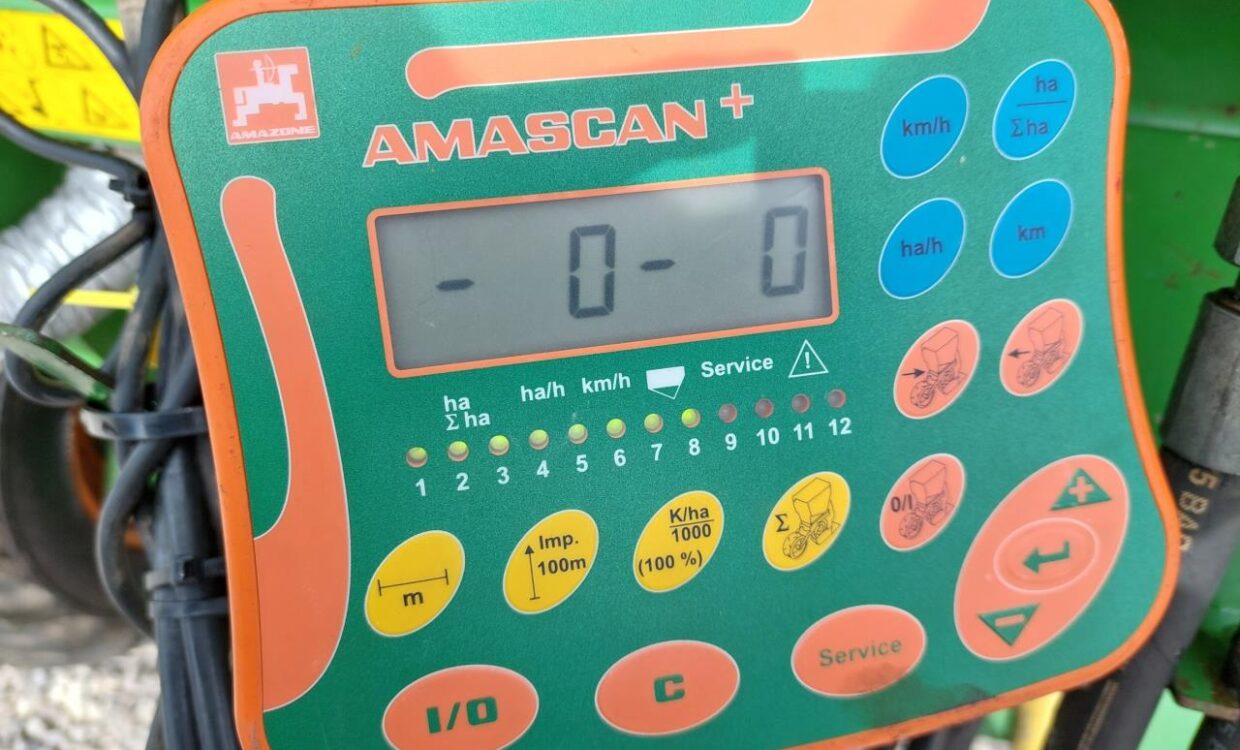 AMAZONE
AMASCAN+
km/h
ha
Σ ha
ha/h
km
- 0 - 0
ha
Σ ha
ha/h
km/h
Service
!
1 2 3 4 5 6 7 8 9 10 11 12
m
Imp.
100m
K/ha
1000
(100 %)
Σ
0/I
+
-
I/O
C
Service